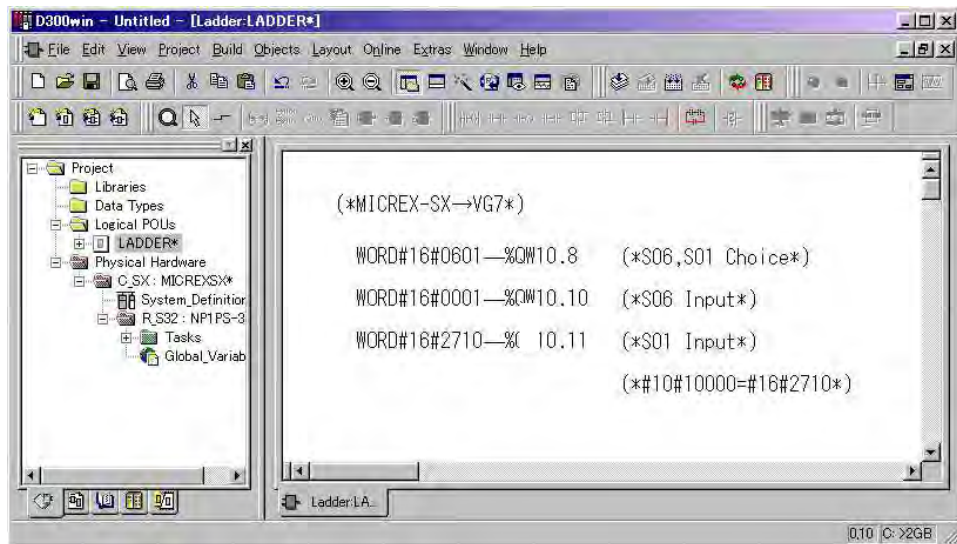 D300win - Untitled - [Ladder:LADDER*]
File Edit View Project Build Objects Layout Online Extras Window Help
Project
Libraries
Data Types
Logical POUs
LADDER*
Physical Hardware
C_SX : MICREXSX*
System_Definition
R_S32 : NP1PS-3
Tasks
Global_Variab
(*MICREX-SX→VG7*)
WORD#16#0601—%QW10.8 (*S06,S01 Choice*)
WORD#16#0001—%QW10.10 (*S06 Input*)
WORD#16#2710—%( 10.11 (*S01 Input*)
(*#10#10000=#16#2710*)
Ladder:LA...
0,10 C: >2GB